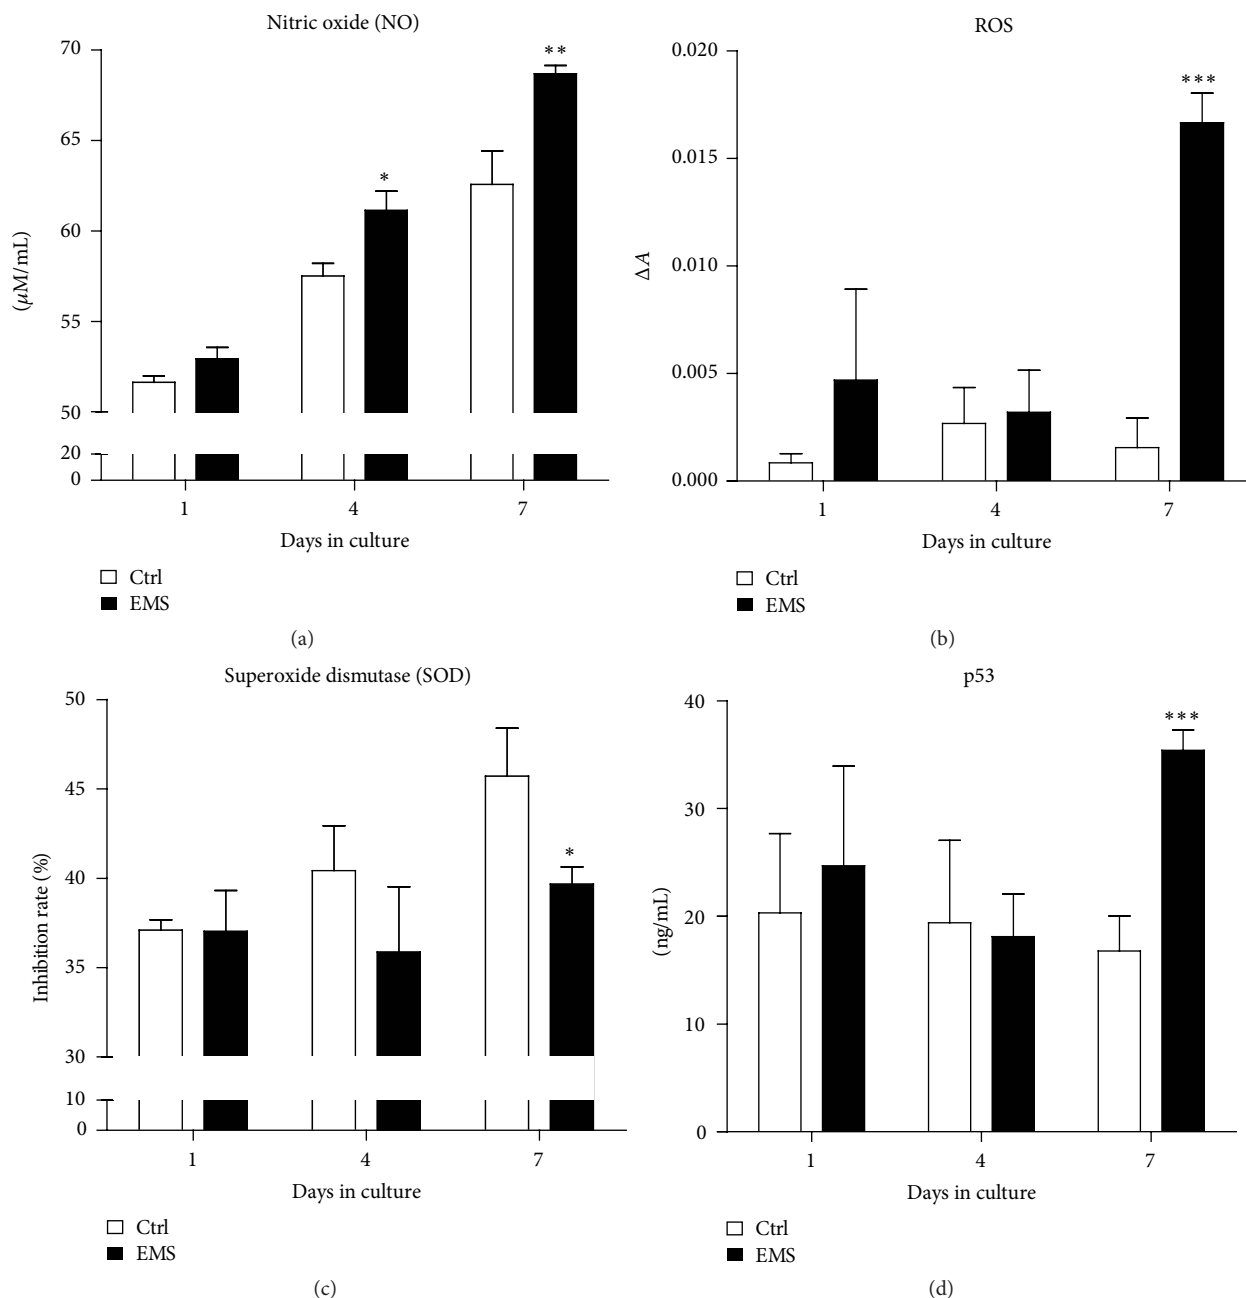 Nitric oxide (NO)
70
65
60
55
50
20
0
(μM/mL)
*
**
1
4
7
Days in culture
Ctrl
EMS
(a)
ROS
0.020
0.015
0.010
0.005
0.000
ΔA
***
1
4
7
Days in culture
Ctrl
EMS
(b)
Superoxide dismutase (SOD)
50
45
40
35
30
10
0
Inhibition rate (%)
*
1
4
7
Days in culture
Ctrl
EMS
(c)
p53
40
30
20
10
0
(ng/mL)
***
1
4
7
Days in culture
Ctrl
EMS
(d)